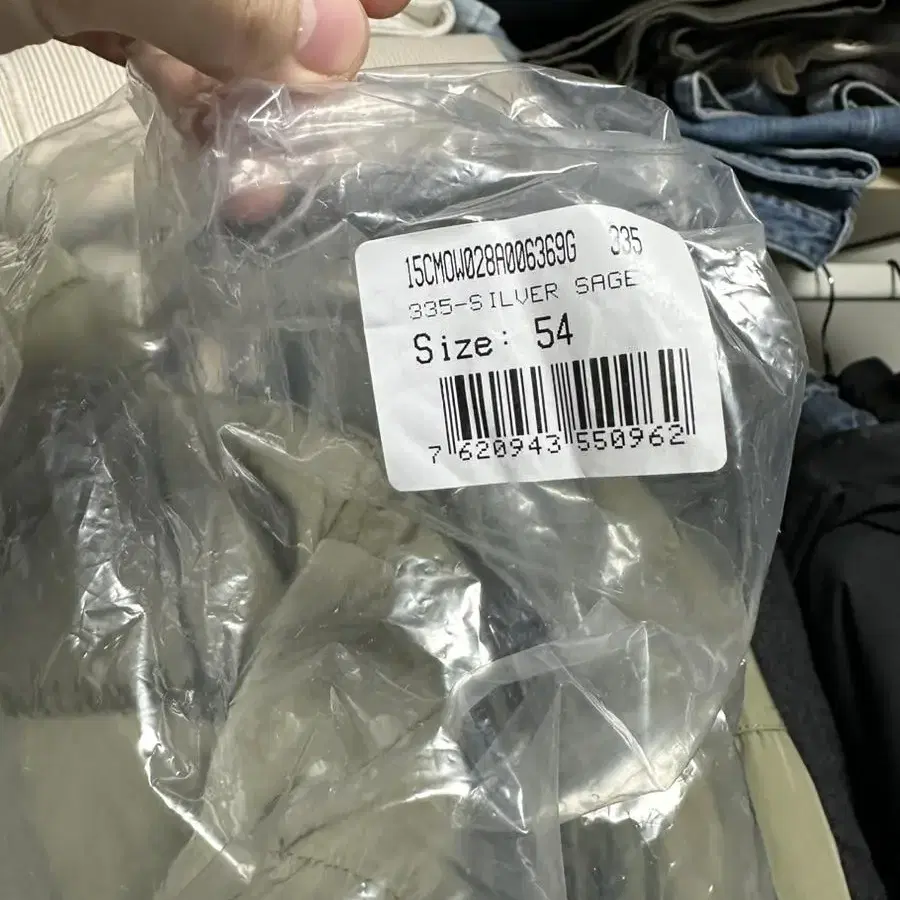 15CMOW028A006369G 335
335-SILVER SAGE
Size: 54
7 620943 550962